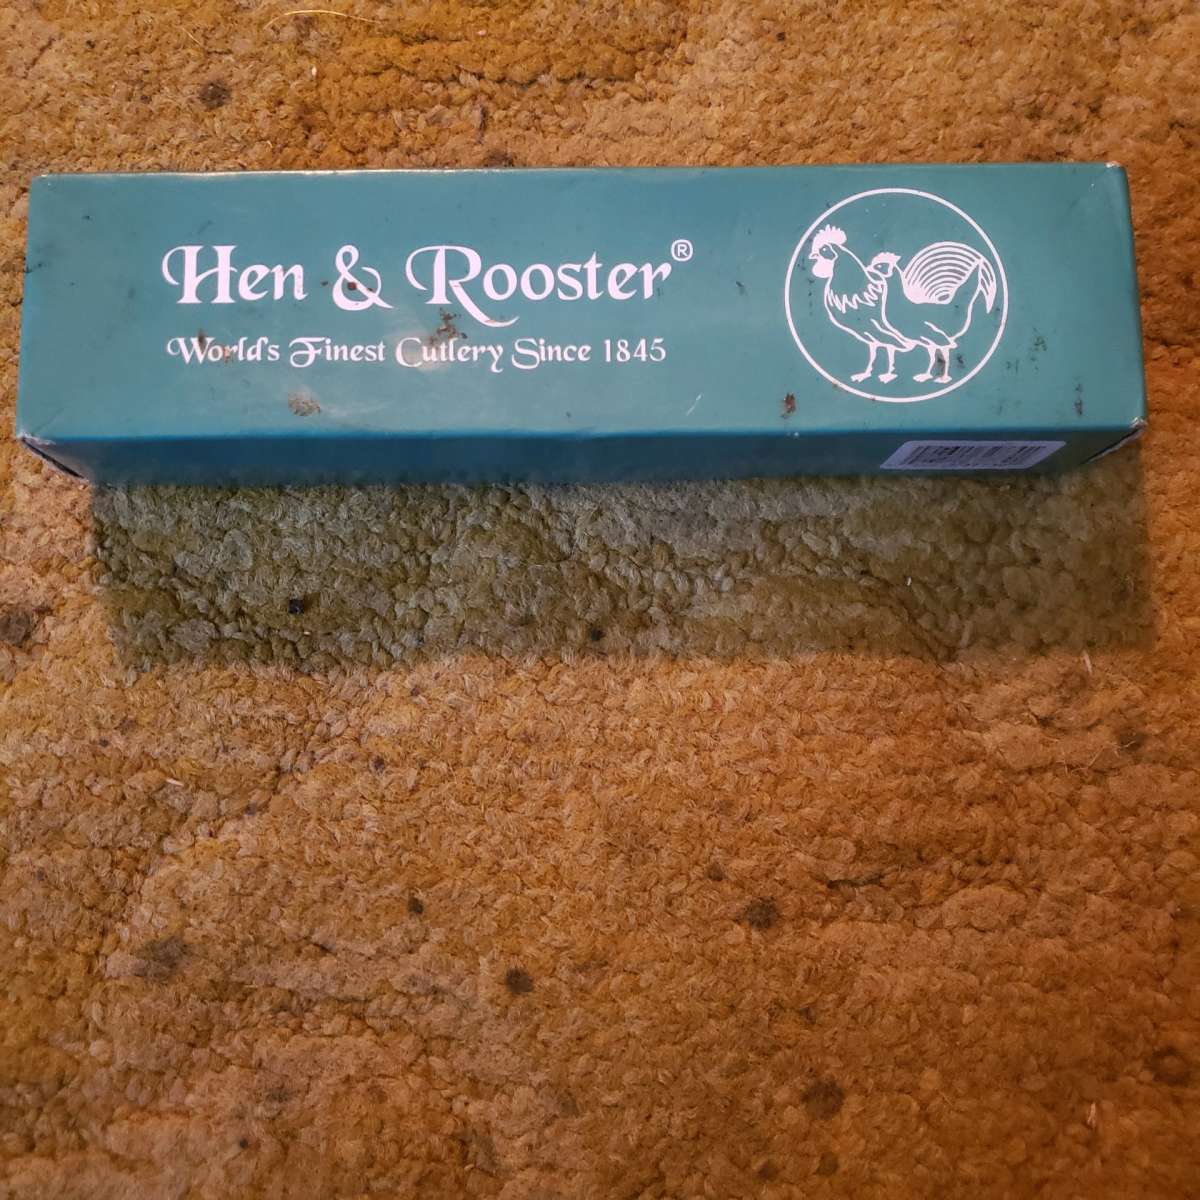 Hen & Rooster®
World's Finest Cutlery Since 1845